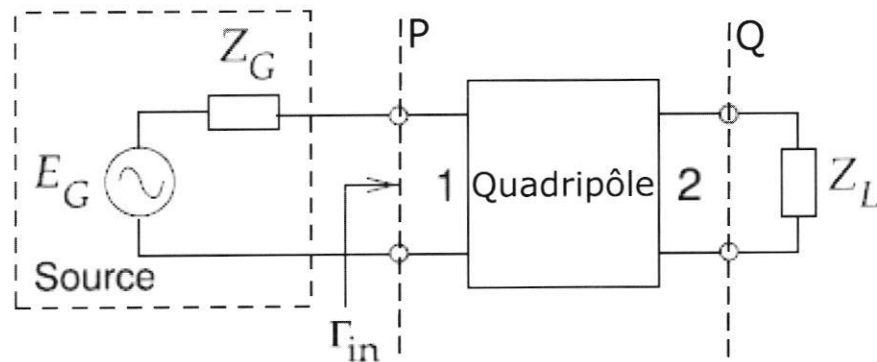 P
Q
Z_G
E_G
1
Quadripôle
2
Z_L
Source
Γ_in